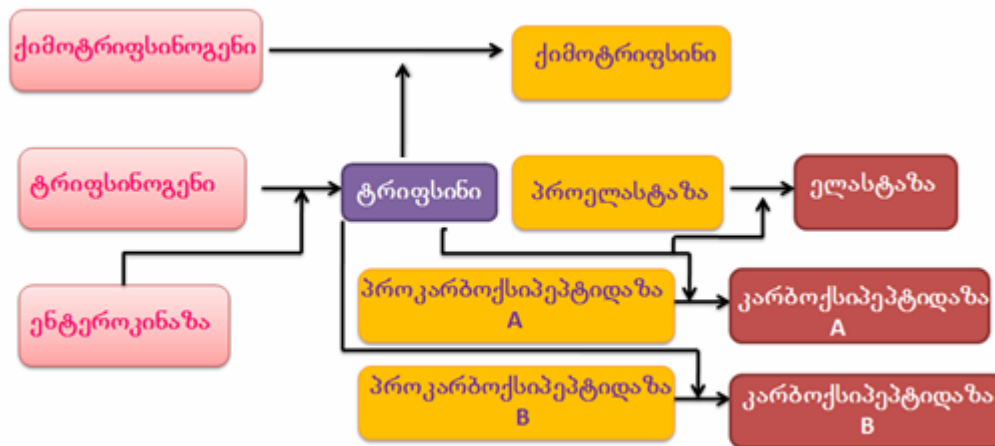 ქიმოტრიფსინოგენი
ქიმოტრიფსინი
ტრიფსინოგენი
ტრიფსინი
პროელასტაზა
ელასტაზა
ენტეროკინაზა
პროკარბოქსიპეპტიდაზა
A
კარბოქსიპეპტიდაზა
A
პროკარბოქსიპეპტიდაზა
B
კარბოქსიპეპტიდაზა
B